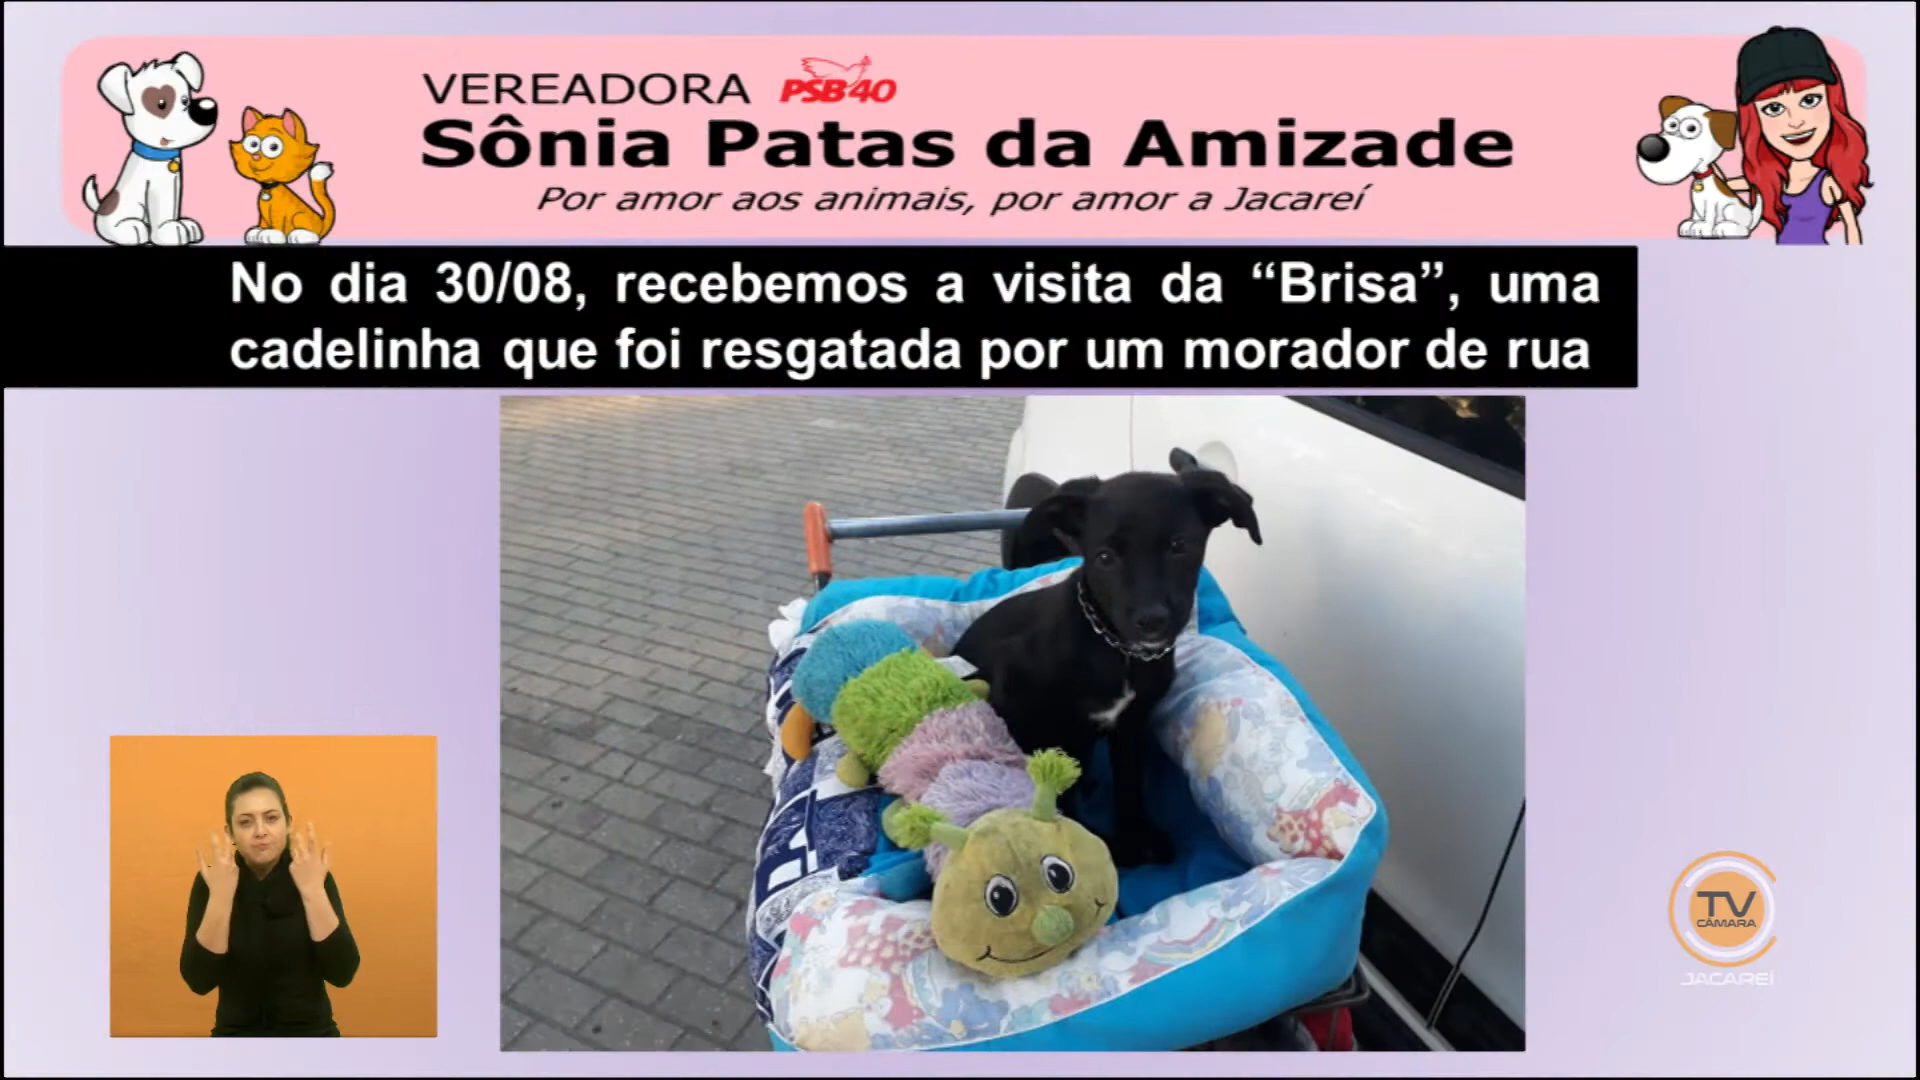 VEREADORA PSB40
Sônia Patas da Amizade
Por amor aos animais, por amor a Jacareí
No dia 30/08, recebemos a visita da “Brisa”, uma
cadelinha que foi resgatada por um morador de rua
TV
CÂMARA
JACAREÍ